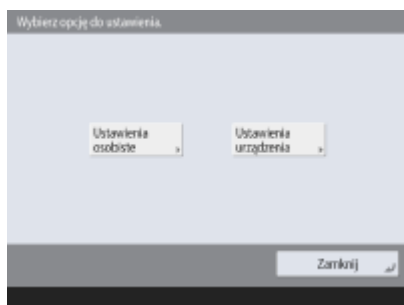 Wybierz opcję do ustawienia.
Ustawienia
osobiste
Ustawienia
urządzenia
Zamknij